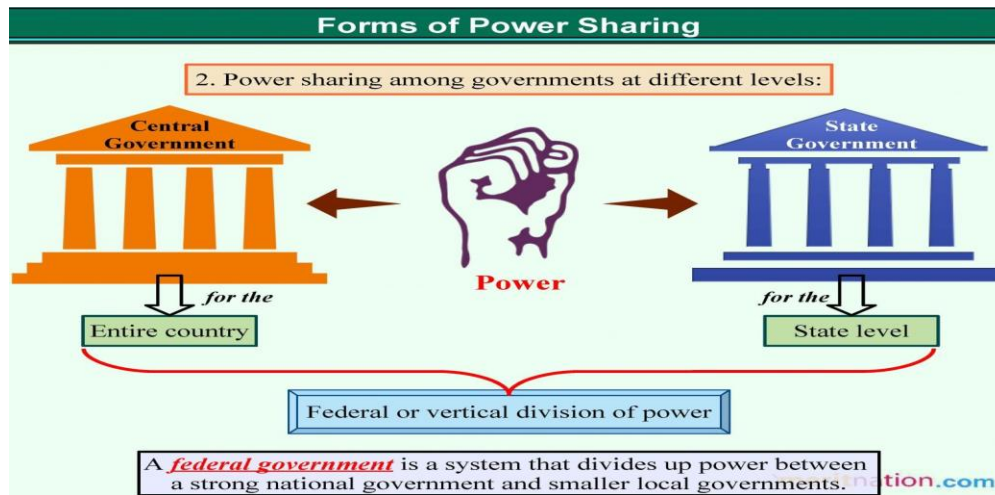 Forms of Power Sharing
2. Power sharing among governments at different levels:
Central
Government
State
Government
Power
for the
for the
Entire country
State level
Federal or vertical division of power
A federal government is a system that divides up power between
a strong national government and smaller local governments.
nation.com